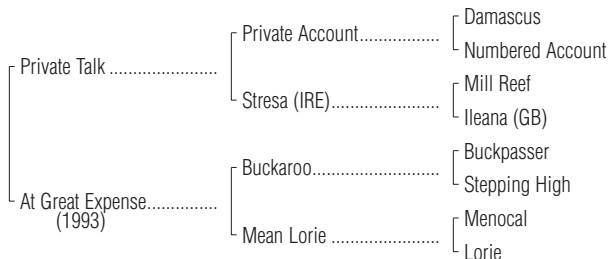 Damascus
Private Account....................
Numbered Account
Private Talk ..........................
Mill Reef
Stresa (IRE)..........................
Ileana (GB)
Buckpasser
Buckaroo..............................
Stepping High
At Great Expense.................
(1993)
Menocal
Mean Lorie ..........................
Lorie